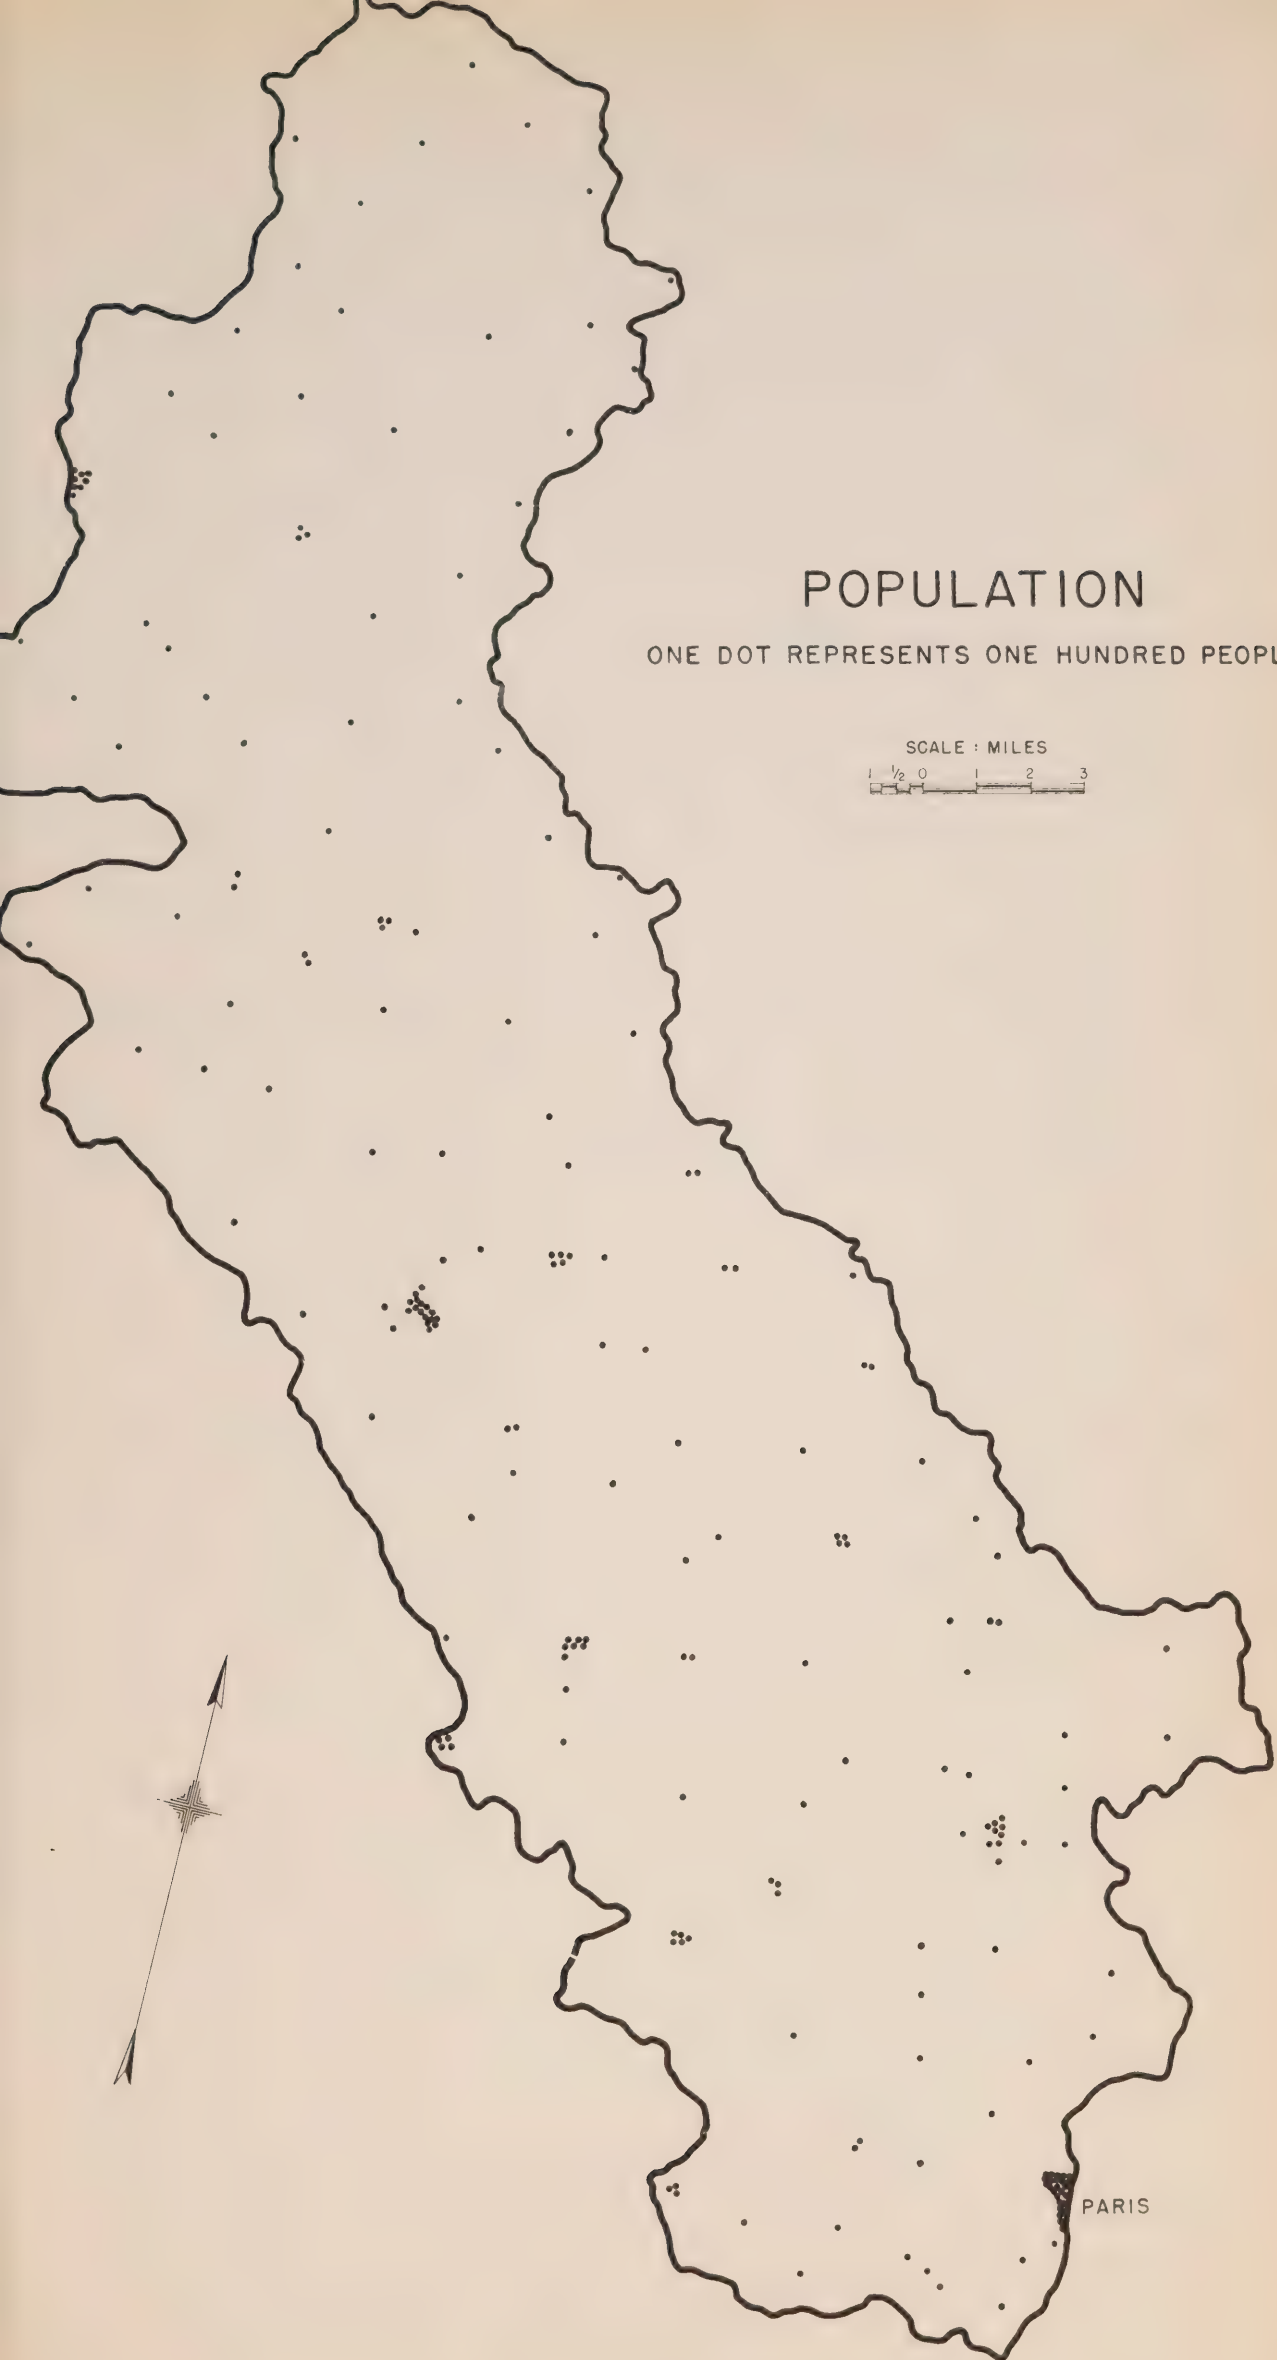 POPULATION
ONE DOT REPRESENTS ONE HUNDRED PEOPL
SCALE : MILES
1 ½ 0 1 2 3
PARIS